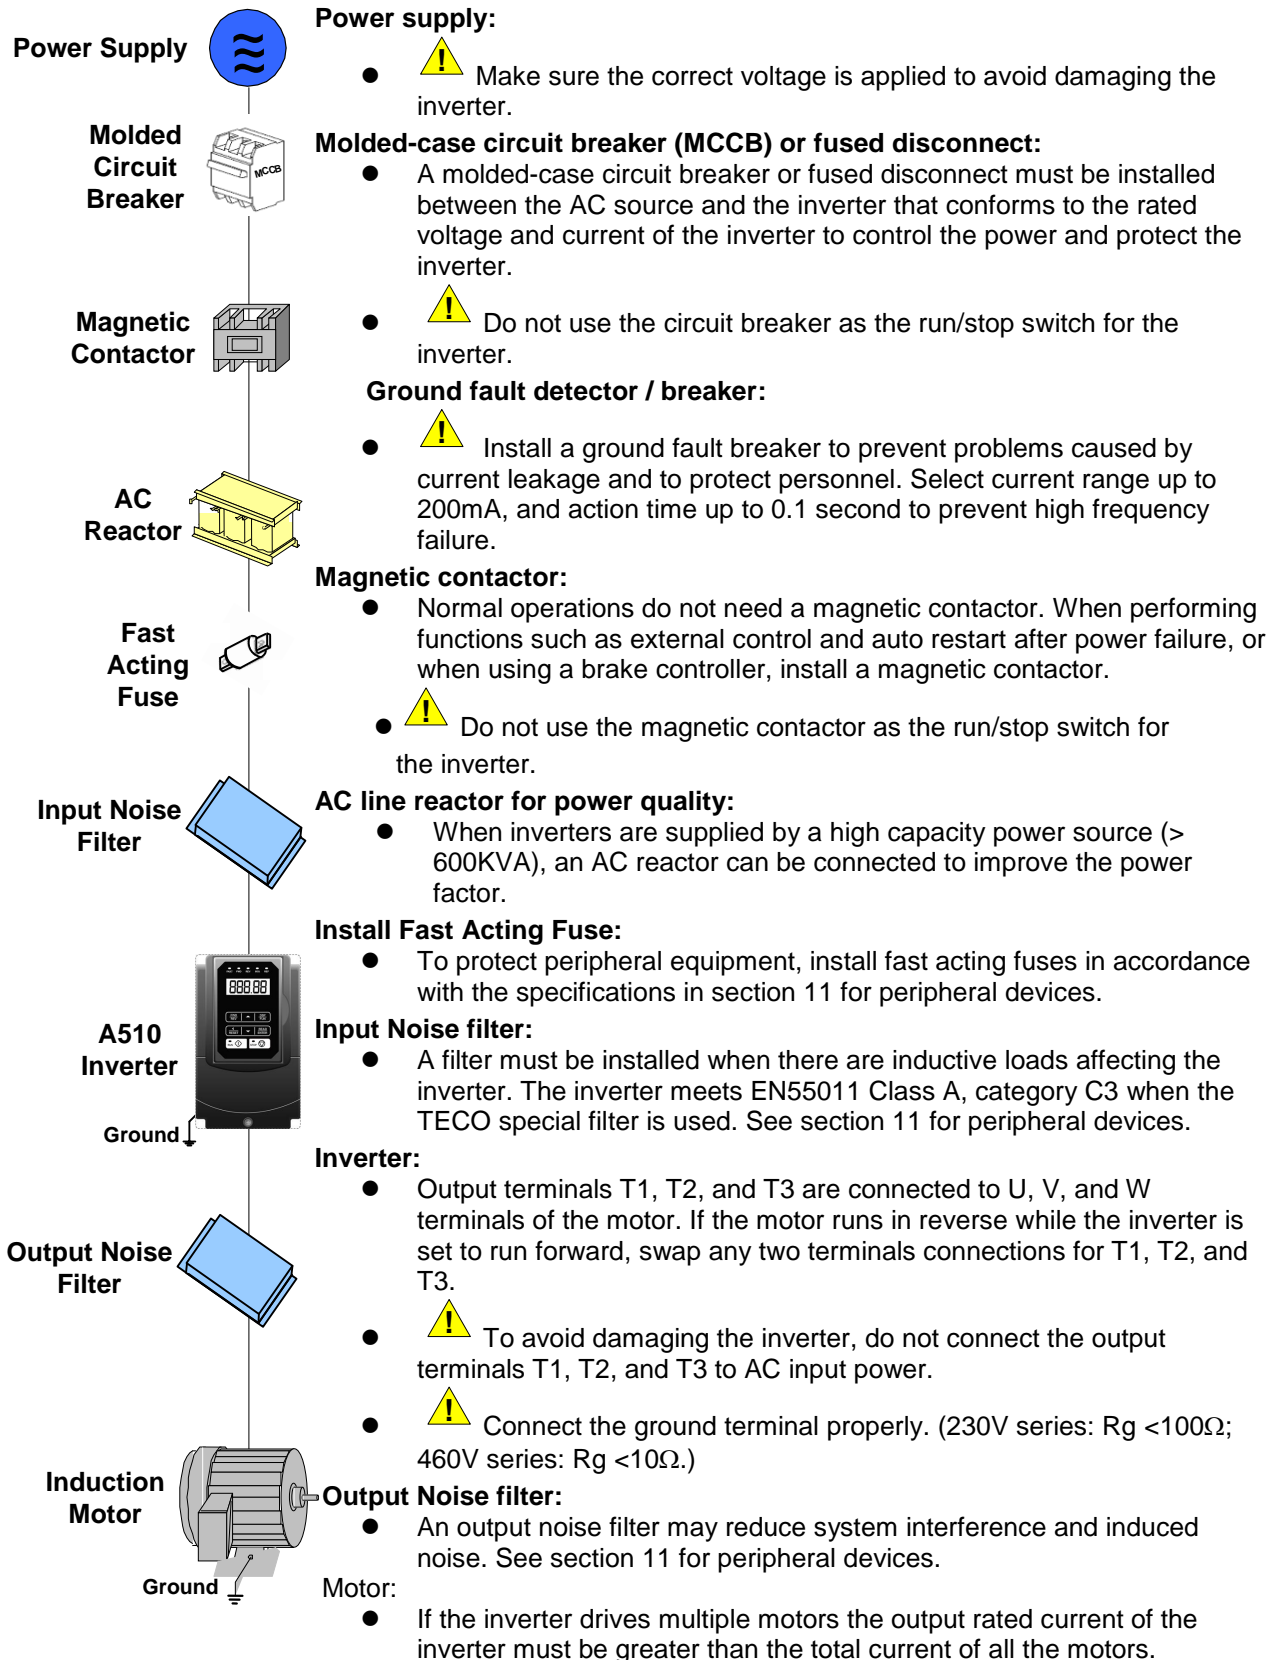 Power Supply
Molded
Circuit
Breaker
MCCB
Magnetic
Contactor
AC
Reactor
Fast
Acting
Fuse
Input Noise
Filter
A510
Inverter
Ground
Output Noise
Filter
Induction
Motor
Ground
Power supply:
● ! Make sure the correct voltage is applied to avoid damaging the
inverter.
Molded-case circuit breaker (MCCB) or fused disconnect:
● A molded-case circuit breaker or fused disconnect must be installed
between the AC source and the inverter that conforms to the rated
voltage and current of the inverter to control the power and protect the
inverter.
● ! Do not use the circuit breaker as the run/stop switch for the
inverter.
Ground fault detector / breaker:
● ! Install a ground fault breaker to prevent problems caused by
current leakage and to protect personnel. Select current range up to
200mA, and action time up to 0.1 second to prevent high frequency
failure.
Magnetic contactor:
● Normal operations do not need a magnetic contactor. When performing
functions such as external control and auto restart after power failure, or
when using a brake controller, install a magnetic contactor.
● ! Do not use the magnetic contactor as the run/stop switch for
the inverter.
AC line reactor for power quality:
● When inverters are supplied by a high capacity power source (>
600KVA), an AC reactor can be connected to improve the power
factor.
Install Fast Acting Fuse:
● To protect peripheral equipment, install fast acting fuses in accordance
with the specifications in section 11 for peripheral devices.
Input Noise filter:
● A filter must be installed when there are inductive loads affecting the
inverter. The inverter meets EN55011 Class A, category C3 when the
TECO special filter is used. See section 11 for peripheral devices.
Inverter:
● Output terminals T1, T2, and T3 are connected to U, V, and W
terminals of the motor. If the motor runs in reverse while the inverter is
set to run forward, swap any two terminals connections for T1, T2, and
T3.
● ! To avoid damaging the inverter, do not connect the output
terminals T1, T2, and T3 to AC input power.
● ! Connect the ground terminal properly. (230V series: Rg <100Ω;
460V series: Rg <10Ω.)
Output Noise filter:
● An output noise filter may reduce system interference and induced
noise. See section 11 for peripheral devices.
Motor:
● If the inverter drives multiple motors the output rated current of the
inverter must be greater than the total current of all the motors.